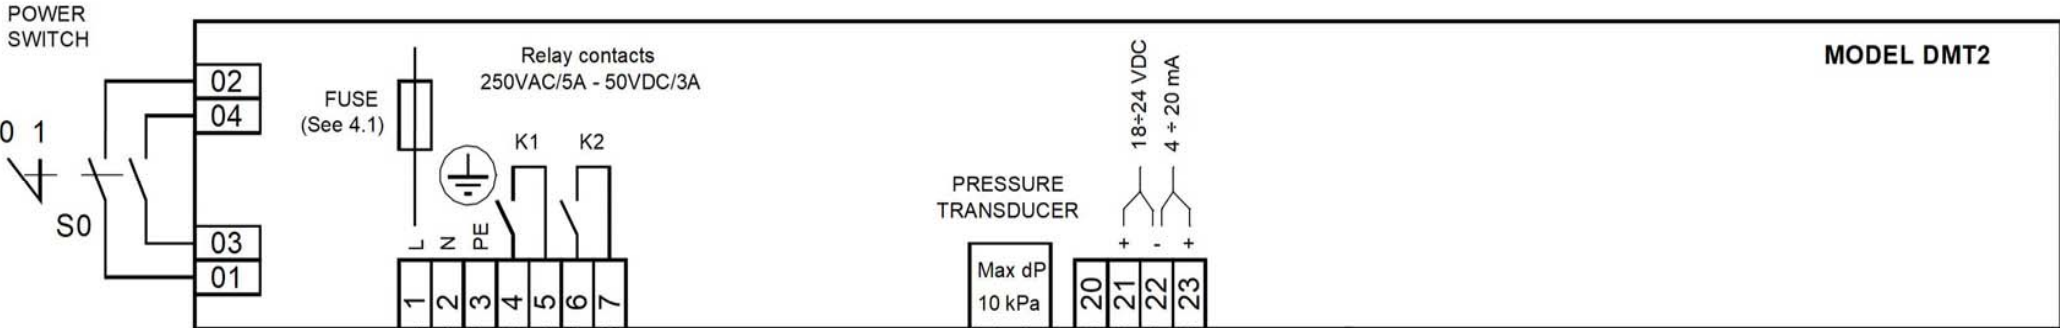 POWER
SWITCH
02
04
0 1
S0
03
01
FUSE
(See 4.1)
Relay contacts
250VAC/5A - 50VDC/3A
K1 K2
L N PE
1 2 3 4 5 6 7
PRESSURE
TRANSDUCER
Max dP
10 kPa
18÷24 VDC
4 ÷ 20 mA
+ - +
20 21 22 23
MODEL DMT2